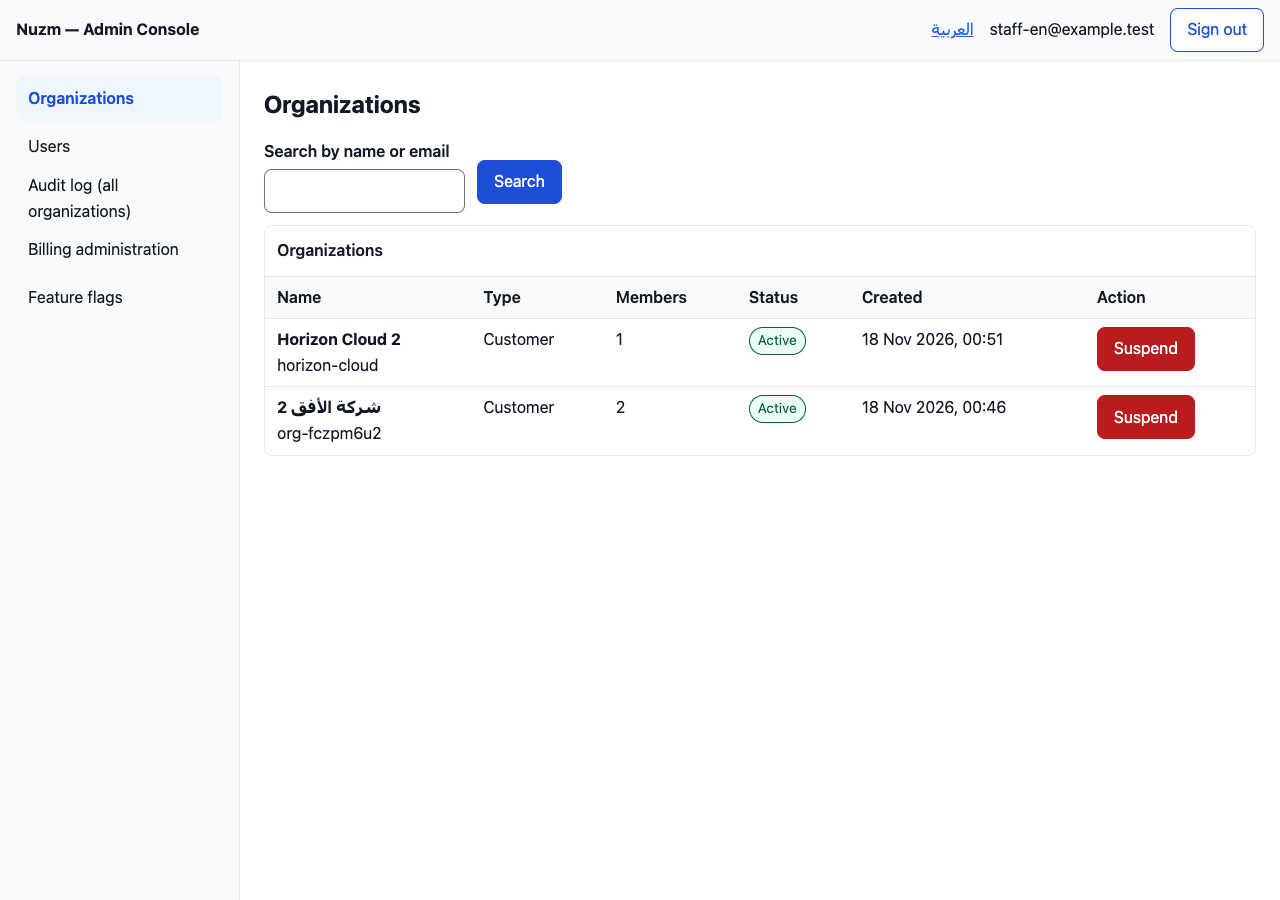 Nuzm — Admin Console
العربية
staff-en@example.test
Sign out
Organizations
Users
Audit log (all
organizations)
Billing administration
Feature flags
Organizations
Search by name or email
Search
Organizations
Name Type Members Status Created Action
Horizon Cloud 2 Customer 1 Active 18 Nov 2026, 00:51 Suspend
horizon-cloud
شركة الأفق 2 Customer 2 Active 18 Nov 2026, 00:46 Suspend
org-fczpm6u2